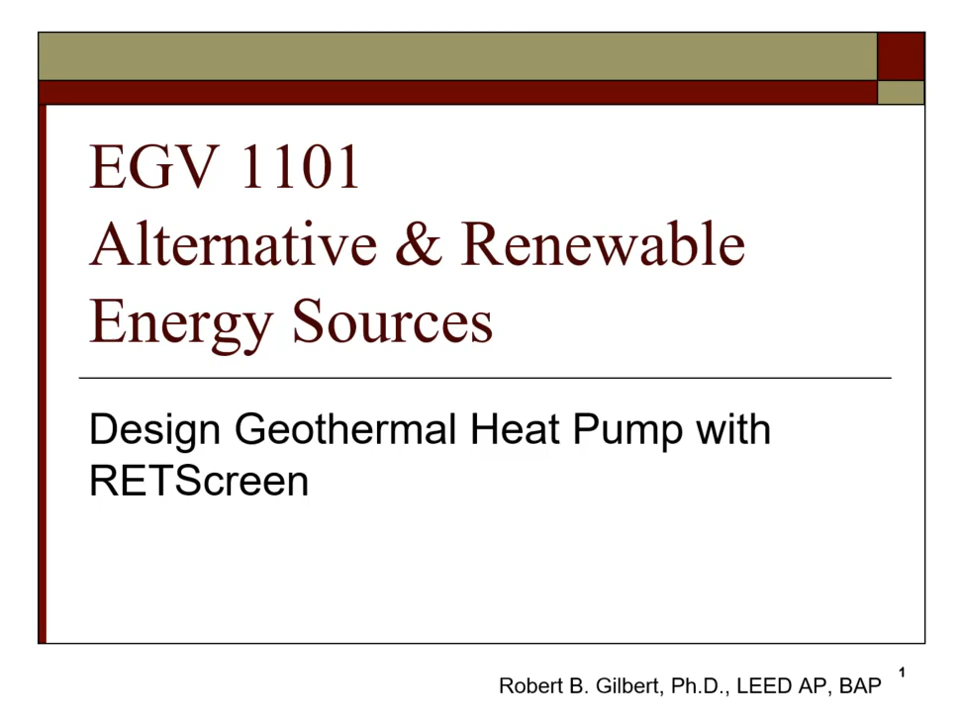 EGV 1101
Alternative & Renewable
Energy Sources
Design Geothermal Heat Pump with
RETScreen
1
Robert B. Gilbert, Ph.D., LEED AP, BAP